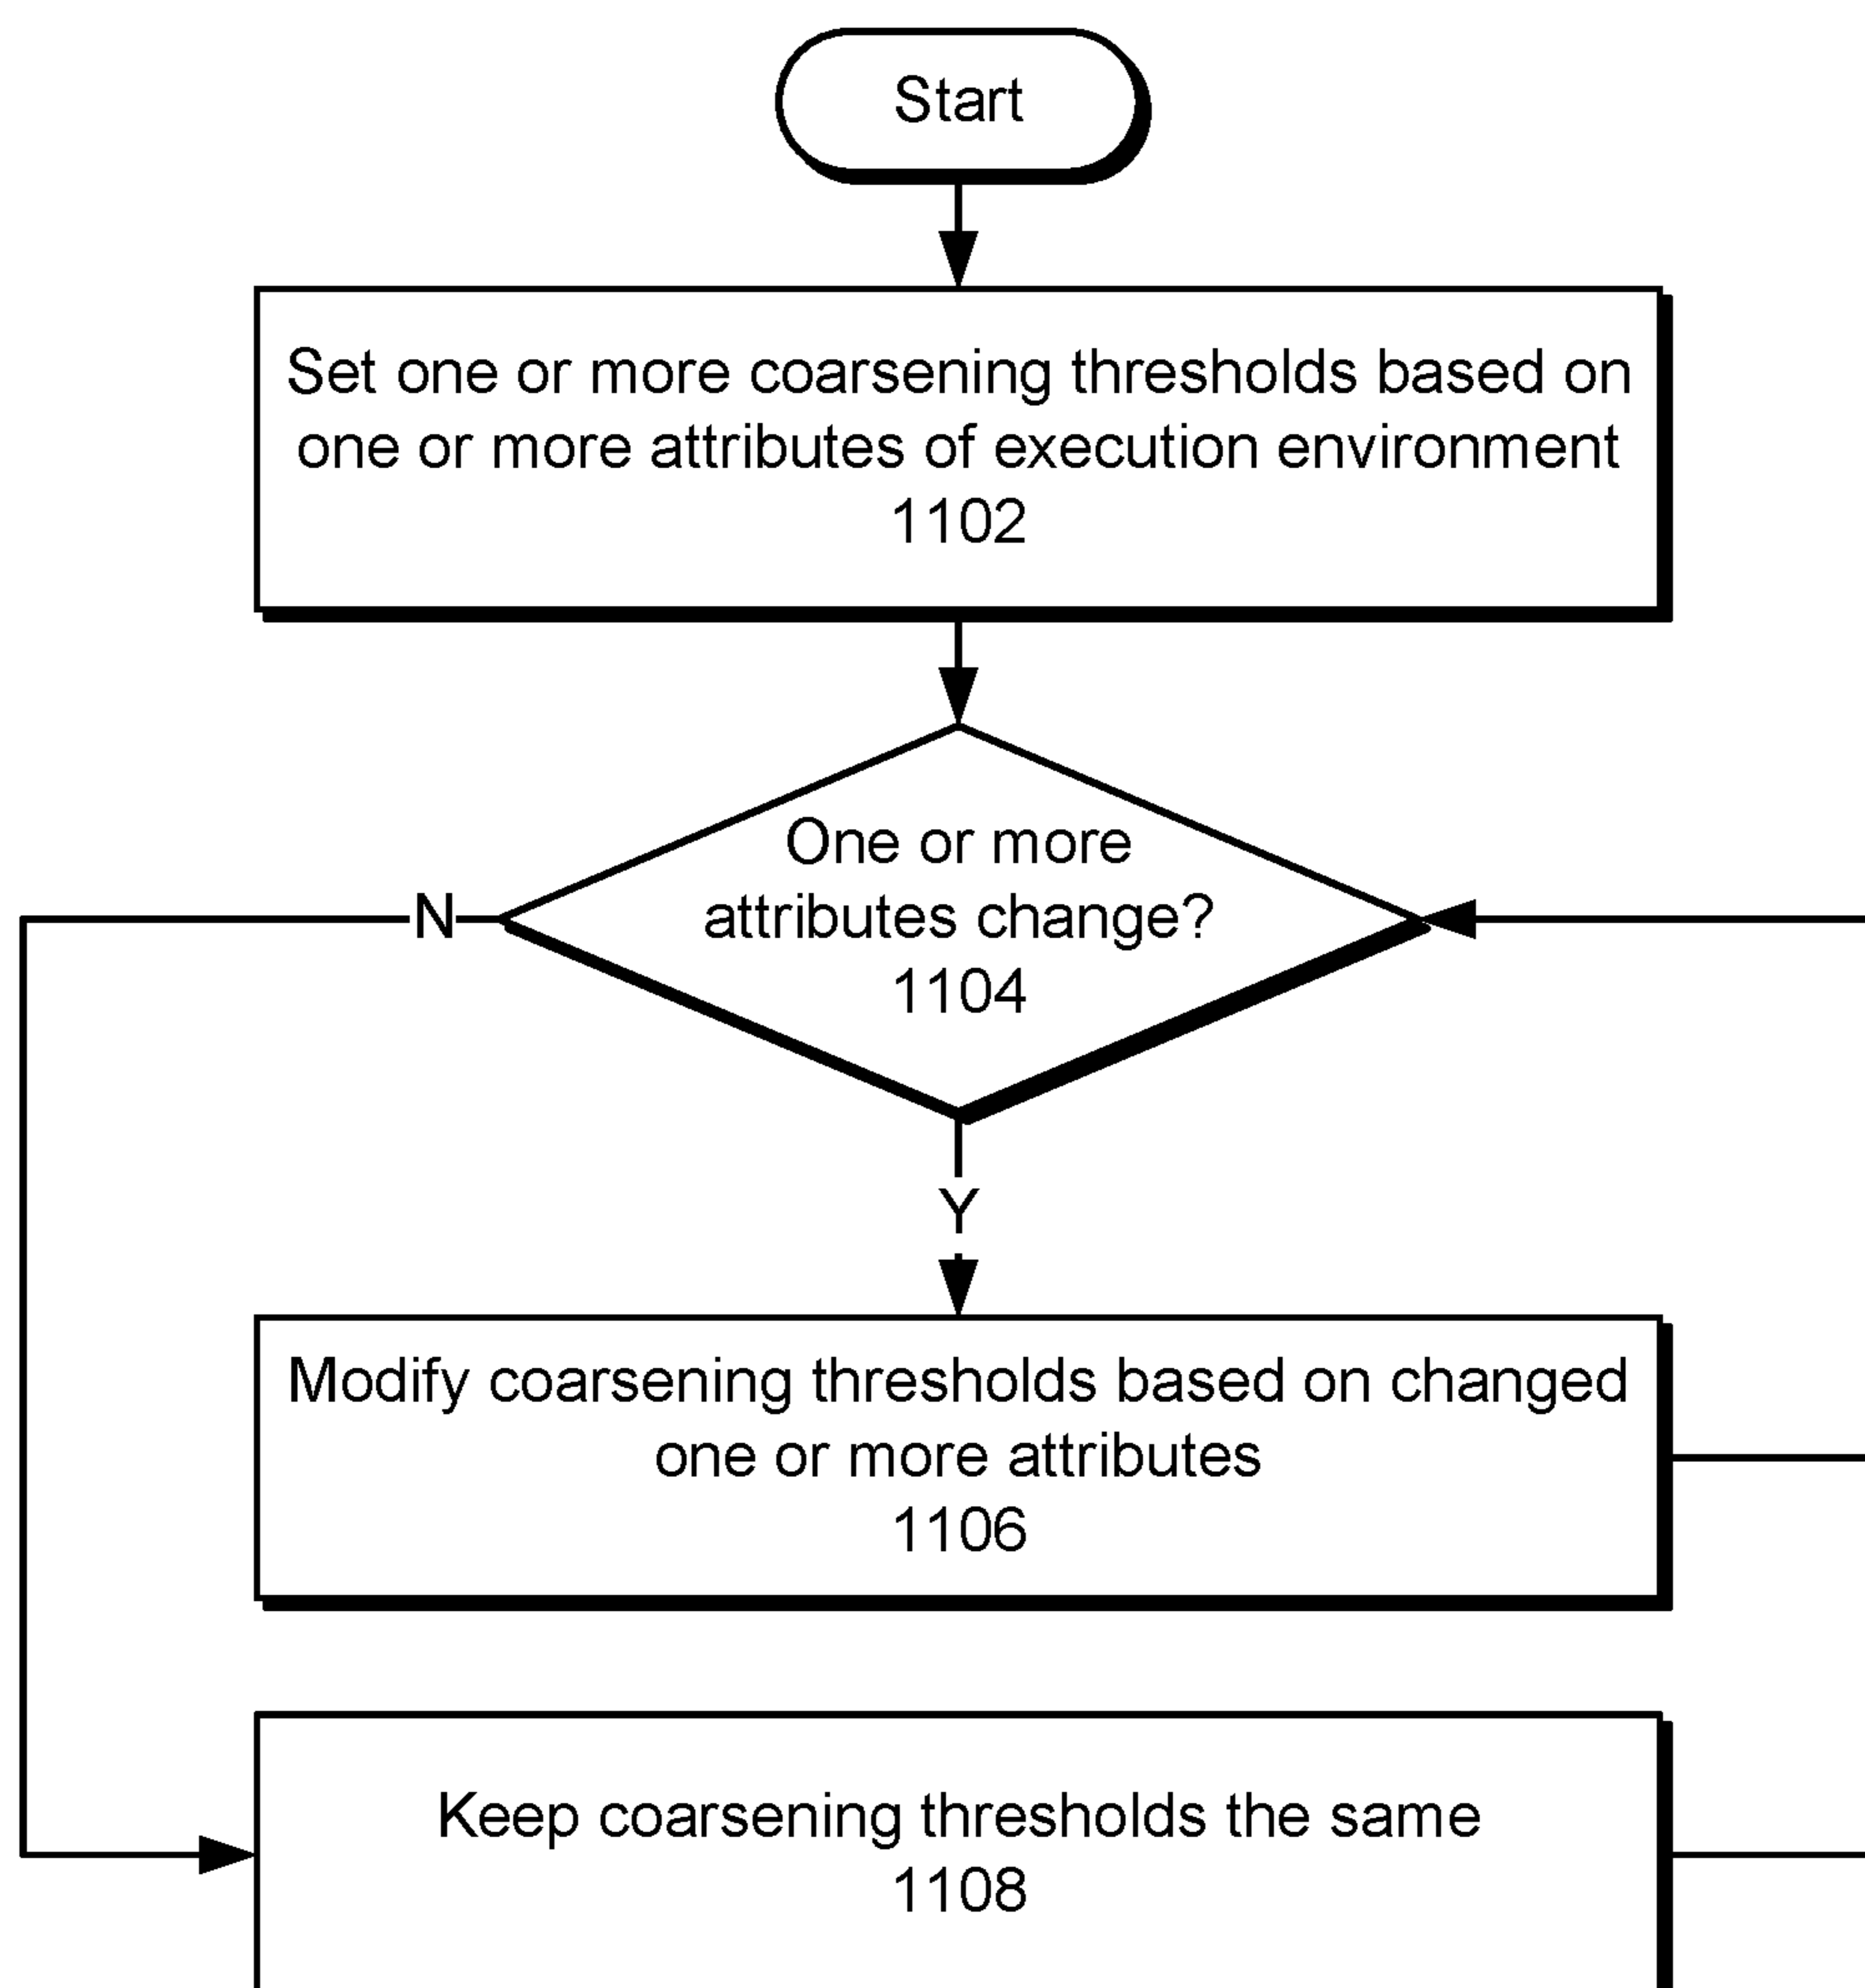 Start
Set one or more coarsening thresholds based on
one or more attributes of execution environment
1102
One or more
attributes change?
1104
N
Y
Modify coarsening thresholds based on changed
one or more attributes
1106
Keep coarsening thresholds the same
1108